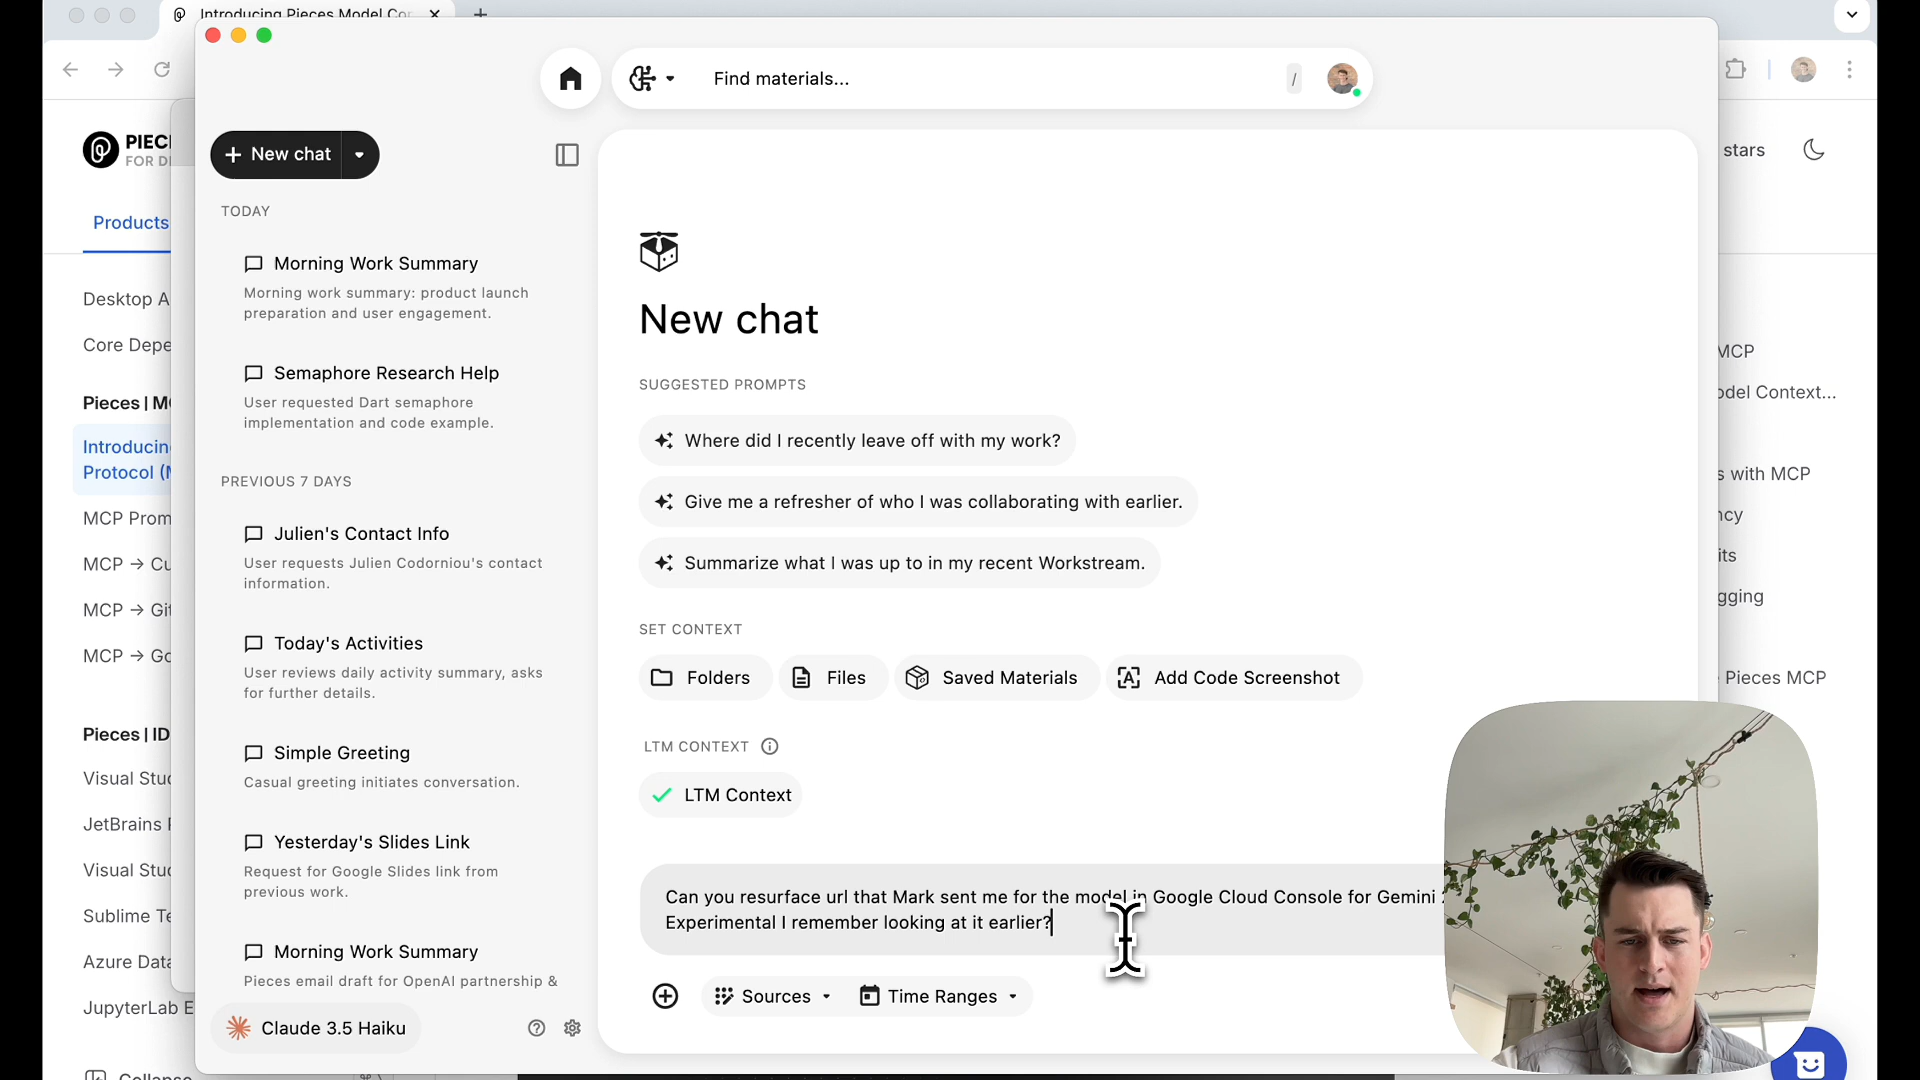 Introducing Pieces Model Con
Find materials...
/
PIEC
FOR DE
stars
New chat
Products
TODAY
Morning Work Summary
Morning work summary: product launch
preparation and user engagement.
Semaphore Research Help
User requested Dart semaphore
implementation and code example.
PREVIOUS 7 DAYS
Julien's Contact Info
User requests Julien Codorniou's contact
information.
Today's Activities
User reviews daily activity summary, asks
for further details.
Simple Greeting
Casual greeting initiates conversation.
Yesterday's Slides Link
Request for Google Slides link from
previous work.
Morning Work Summary
Pieces email draft for OpenAI partnership &
Claude 3.5 Haiku
Desktop A
Core Depe
Pieces | M
Introducin
Protocol (M
MCP Prom
MCP → Cu
MCP → Git
MCP → Go
Pieces | ID
Visual Stu
JetBrains
Visual Stu
Sublime Te
Azure Data
JupyterLab E
Collapse
New chat
SUGGESTED PROMPTS
Where did I recently leave off with my work?
Give me a refresher of who I was collaborating with earlier.
Summarize what I was up to in my recent Workstream.
SET CONTEXT
Folders
Files
Saved Materials
Add Code Screenshot
LTM CONTEXT
LTM Context
Can you resurface url that Mark sent me for the model in Google Cloud Console for Gemini
Experimental I remember looking at it earlier?
Sources
Time Ranges
MCP
odel Context...
s with MCP
ncy
its
gging
Pieces MCP